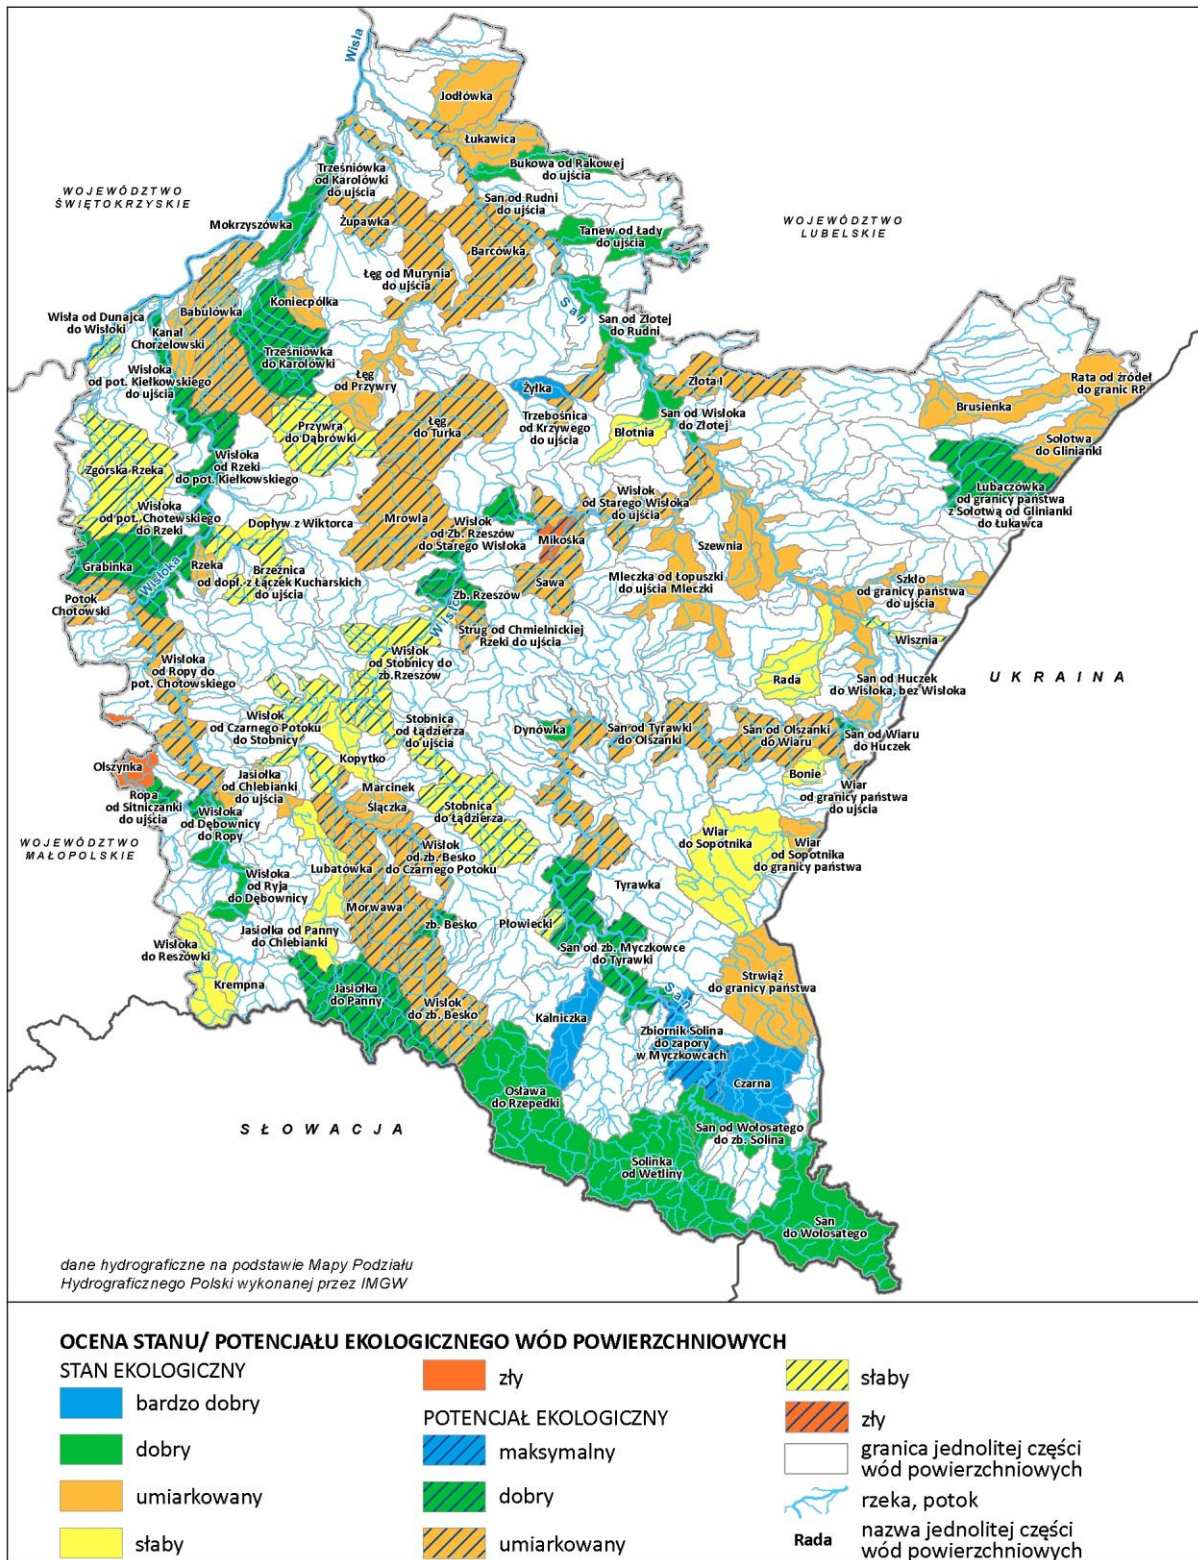 Wisła
Jodłówka
Łukawica
Bukowa od Rakowej
do ujścia
Trześniówka
od Karolówki
do ujścia
WOJEWÓDZTWO
ŚWIĘTOKRZYSKIE
San od Rudni
do ujścia
WOJEWÓDZTWO
LUBELSKIE
Mokrzyszówka
Żupawka
Tanew od Łady
do ujścia
Barcówka
Łęg od Murynia
do ujścia
Koniecpólka
Babulówka
San
Wisła od Dunajca
do Wisłoki
Kanał
Chorzelowski
San od Złotej
do Rudni
Trześniówka
do Karolówki
Wisłoka
od pot. Kiełkowskiego
do ujścia
Łęg
od Przywry
Żyłka
Złota I
Rata od źródeł
do granic RP
Brusienka
Trzebośnica
od Krzywego
do ujścia
San od Wisłoka
do Złotej
Przywra
do Dąbrówki
Łęg
do Turka
Błotnia
Sołotwa
do Glinianki
Wisłoka
od Rzeki
do pot. Kiełkowskiego
Zgórska Rzeka
Lubaczówka
od granicy państwa
z Sołotwą od Glinianki
do Łukawca
Wisłoka
od pot. Chotewskiego
do Rzeki
Wisłok
od Starego Wisłoka
do ujścia
Dopływ z Wiktorca
Mrowla
Wisłok
od Zb. Rzeszów
do Starego Wisłoka
Mikośka
Szewnia
Grabinka
Rzeka
Brzeźnica
od dopł. z Łączek Kucharskich
do ujścia
Wisłoka
Sawa
Mleczka od Łopuszki
do ujścia Mleczki
Szkło
od granicy państwa
do ujścia
Potok
Chotowski
Zb. Rzeszów
Strug od Chmielnickiej
Rzeki do ujścia
Wisznia
Wisłok
od Stobnicy do
zb. Rzeszów
Wisłoka
od Ropy do
pot. Chotowskiego
Rada
San od Huczek
do Wisłoka, bez Wisłoka
UKRAINA
Wisłok
od Czarnego Potoku
do Stobnicy
Stobnica
od Łądzierza
do ujścia
Dynówka
San od Tyrawki
do Olszanki
San od Olszanki
do Wiaru
San od Wiaru
do Huczek
Kopytko
Olszynka
Jasiołka
od Chlebianki
do ujścia
Bonie
Marcinek
Ślączka
Wiar
od granicy państwa
do ujścia
Ropa
od Sitniczanki
do ujścia
Wisłoka
od Dębownicy
do Ropy
Stobnica
do Łądzierza
WOJEWÓDZTWO
MAŁOPOLSKIE
Wiar
do Sopotnika
Wiar
od Sopotnika
do granicy państwa
Lubatówka
Wisłok
od zb. Besko
do Czarnego Potoku
Wisłoka
od Ryja
do Dębownicy
Tyrawka
Morwawa
zb. Besko
Płowiecki
Jasiołka od Panny
do Chlebianki
Wisłoka
do Reszówki
San od zb. Myczkowce
do Tyrawki
Krempna
Jasiołka
do Panny
Strwiąż
do granicy państwa
San
Wisłok
do zb. Besko
Kalniczka
Zbiornik Solina
do zapory
w Myczkowcach
Czarna
Osława
do Rzepedki
SŁOWACJA
San od Wołosatego
do zb. Solina
Solinka
od Wetliny
San
do Wołosatego
dane hydrograficzne na podstawie Mapy Podziału
Hydrograficznego Polski wykonanej przez IMGW
OCENA STANU/ POTENCJAŁU EKOLOGICZNEGO WÓD POWIERZCHNIOWYCH
STAN EKOLOGICZNY
bardzo dobry
dobry
umiarkowany
słaby
zły
POTENCJAŁ EKOLOGICZNY
maksymalny
dobry
umiarkowany
słaby
zły
granica jednolitej części
wód powierzchniowych
rzeka, potok
Rada
nazwa jednolitej części
wód powierzchniowych